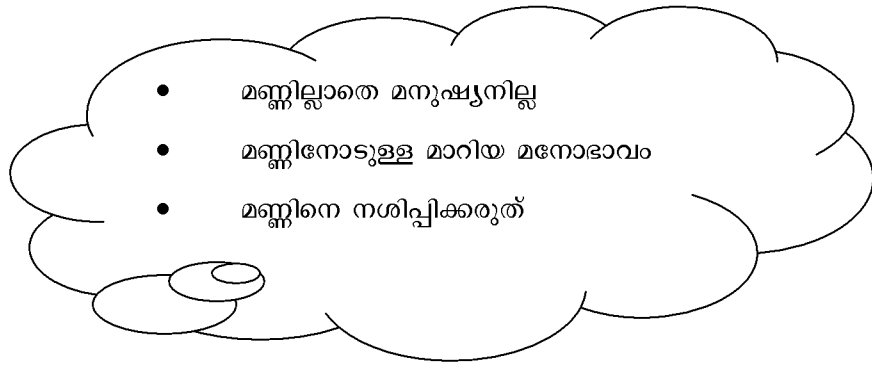 • മണ്ണില്ലാതെ മനുഷ്യനില്ല
• മണ്ണിനോടുള്ള മാറിയ മനോഭാവം
• മണ്ണിനെ നശിപ്പിക്കരുത്